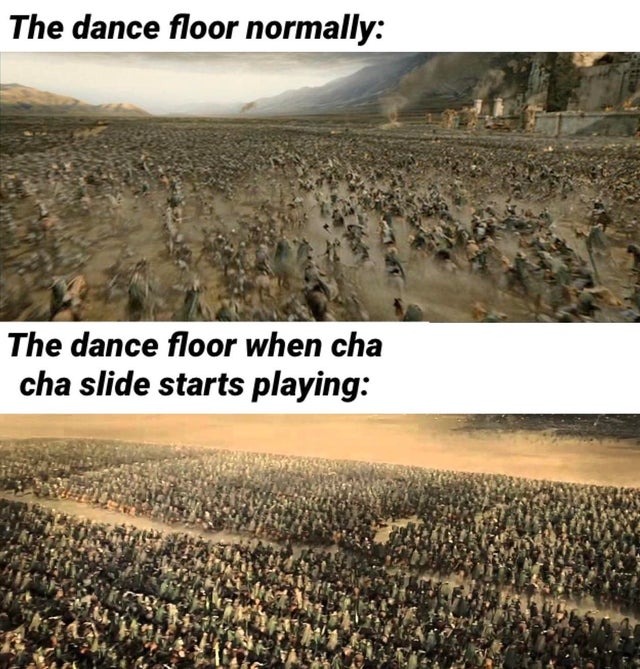 The dance floor normally:
The dance floor when cha
cha slide starts playing: